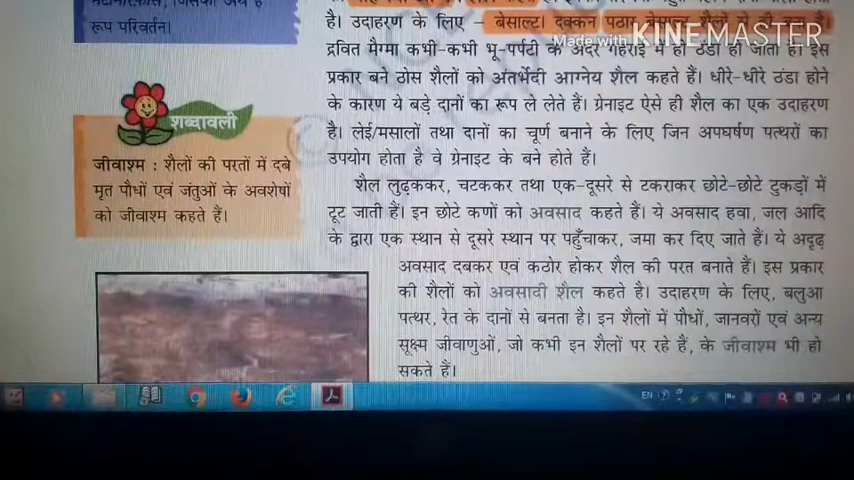 रूप परिवर्तन।
शब्दावली
जीवाश्म : शैलों की परतों में दबे
मृत पौधों एवं जंतुओं के अवशेषों
को जीवाश्म कहते हैं।
है। उदाहरण के लिए – बेसाल्ट। दक्कन पठार बेसाल्ट शैलों से ही बना है।
द्रवित मैग्मा कभी-कभी भू-पर्पटी के अंदर गहराई में ही ठंडा हो जाता है। इस
प्रकार बने ठोस शैलों को अंतर्भेदी आग्नेय शैल कहते हैं। धीरे-धीरे ठंडा होने
के कारण ये बड़े दानों का रूप ले लेते हैं। ग्रेनाइट ऐसे ही शैल का एक उदाहरण
है। लेई/मसालों तथा दानों का चूर्ण बनाने के लिए जिन अपघर्षण पत्थरों का
उपयोग होता है वे ग्रेनाइट के बने होते हैं।
शैल लुढ़ककर, चटककर तथा एक-दूसरे से टकराकर छोटे-छोटे टुकड़ों में
टूट जाती हैं। इन छोटे कणों को अवसाद कहते हैं। ये अवसाद हवा, जल आदि
के द्वारा एक स्थान से दूसरे स्थान पर पहुँचाकर, जमा कर दिए जाते हैं। ये अदृढ़
अवसाद दबकर एवं कठोर होकर शैल की परत बनाते हैं। इस प्रकार
की शैलों को अवसादी शैल कहते हैं। उदाहरण के लिए, बलुआ
पत्थर, रेत के दानों से बनता है। इन शैलों में पौधों, जानवरों एवं अन्य
सूक्ष्म जीवाणुओं, जो कभी इन शैलों पर रहे हैं, के जीवाश्म भी हो
सकते हैं।
Made with KINEMASTER
EN